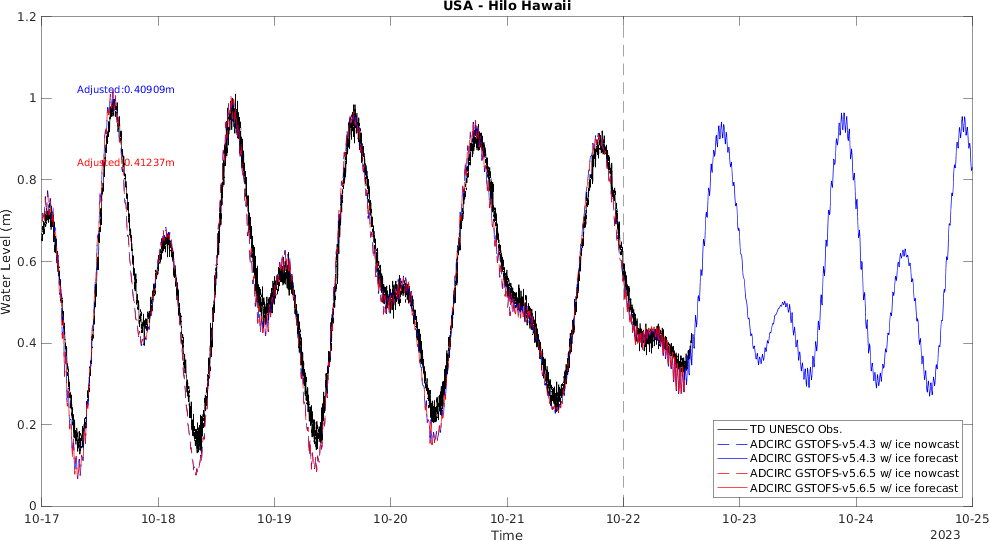 USA - Hilo Hawaii
1.2
1
0.8
0.6
0.4
0.2
0
Water Level (m)
Adjusted:0.40909m
Adjusted:0.41237m
TD UNESCO Obs.
ADCIRC GSTOFS-v5.4.3 w/ ice nowcast
ADCIRC GSTOFS-v5.4.3 w/ ice forecast
ADCIRC GSTOFS-v5.6.5 w/ ice nowcast
ADCIRC GSTOFS-v5.6.5 w/ ice forecast
10-17 10-18 10-19 10-20 10-21 10-22 10-23 10-24 10-25
Time
2023